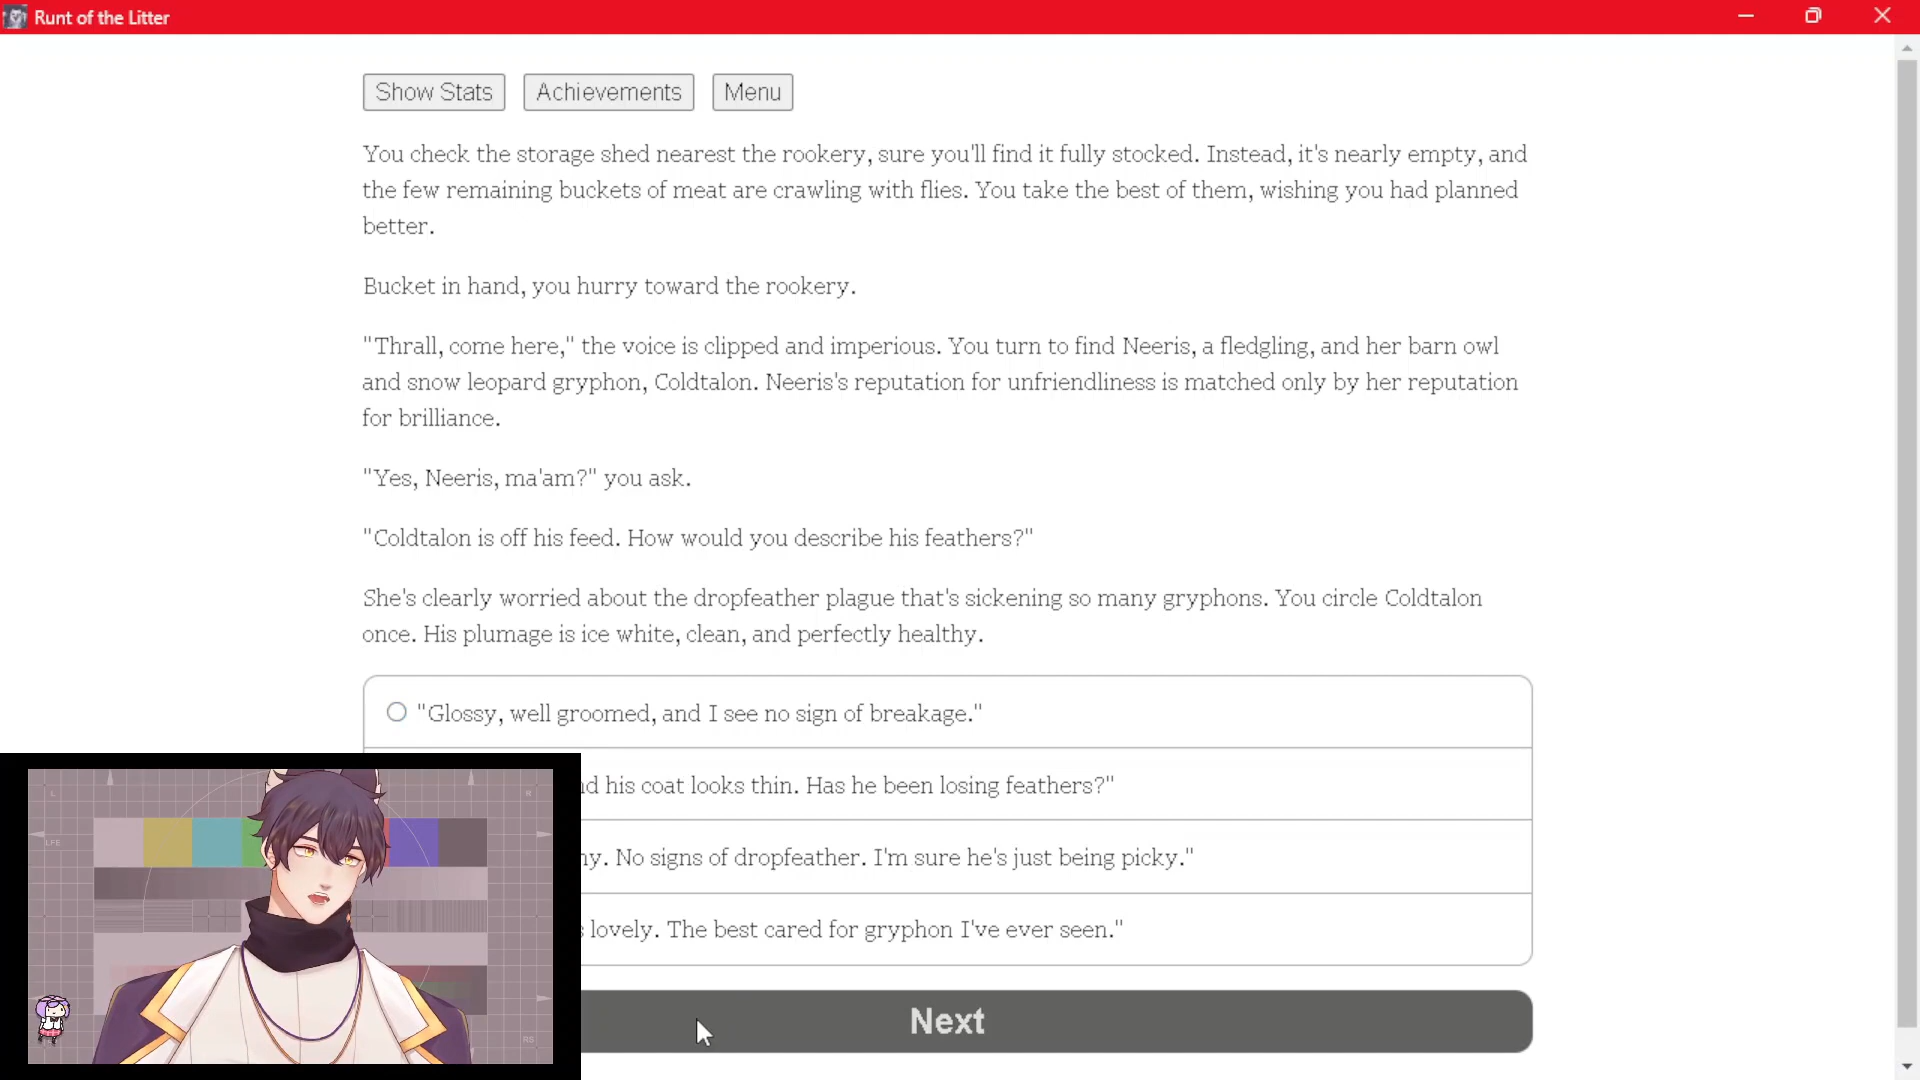 Runt of the Litter
Show Stats
Achievements
Menu
You check the storage shed nearest the rookery, sure you'll find it fully stocked. Instead, it's nearly empty, and
the few remaining buckets of meat are crawling with flies. You take the best of them, wishing you had planned
better.
Bucket in hand, you hurry toward the rookery.
"Thrall, come here," the voice is clipped and imperious. You turn to find Neeris, a fledgling, and her barn owl
and snow leopard gryphon, Coldtalon. Neeris's reputation for unfriendliness is matched only by her reputation
for brilliance.
"Yes, Neeris, ma'am?" you ask.
"Coldtalon is off his feed. How would you describe his feathers?"
She's clearly worried about the dropfeather plague that's sickening so many gryphons. You circle Coldtalon
once. His plumage is ice white, clean, and perfectly healthy.
"Glossy, well groomed, and I see no sign of breakage."
his coat looks thin. Has he been losing feathers?"
No signs of dropfeather. I'm sure he's just being picky."
lovely. The best cared for gryphon I've ever seen."
Next
LFE
L
R
RS